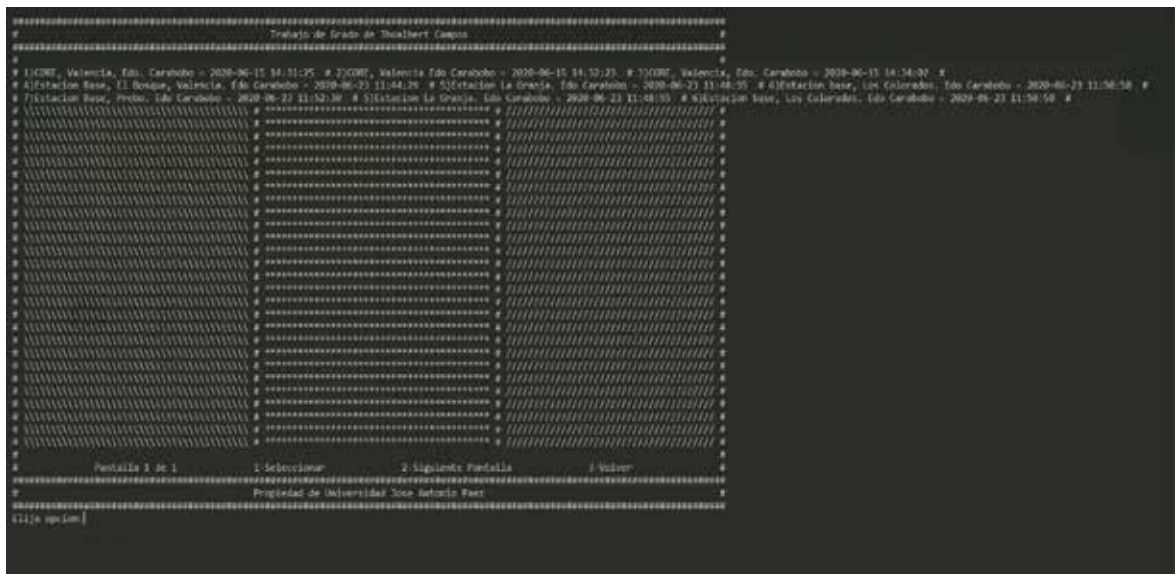 # Trabajo de Grado de Thoalbert Campos #
# 1)CORE, Valencia, Edo. Carabobo - 2020-06-15 14:31:25 # 2)CORE, Valencia Edo Carabobo - 2020-06-15 14:32:23 # 3)CORE, Valencia, Edo. Carabobo - 2020-06-15 14:34:02 #
# 4)Estacion Base, El Bosque, Valencia. Edo Carabobo - 2020-06-23 11:44:29 # 5)Estacion La Granja. Edo Carabobo - 2020-06-23 11:48:55 # 6)Estacion base, Los Colorados. Edo Carabobo - 2020-06-23 11:50:50 #
# 7)Estacion Base, Prebo. Edo Carabobo - 2020-06-23 11:52:30 # 5)Estacion La Granja. Edo Carabobo - 2020-06-23 11:48:55 # 6)Estacion base, Los Colorados. Edo Carabobo - 2020-06-23 11:50:50 #
# Pantalla 1 de 1 1-Seleccionar 2-Siguiente Pantalla 3-Volver #
# Propiedad de Universidad Jose Antonio Paez #
Elija opcion: